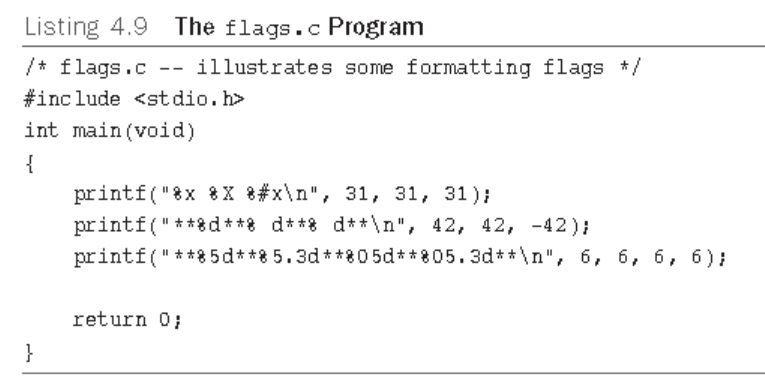 Listing 4.9 The flags.c Program
/* flags.c -- illustrates some formatting flags */
#include <stdio.h>
int main(void)
{
    printf("%x %X %#x\n", 31, 31, 31);
    printf("**%d**% d**% d**\n", 42, 42, -42);
    printf("**%5d**%5.3d**%05d**%05.3d**\n", 6, 6, 6, 6);
    return 0;
}